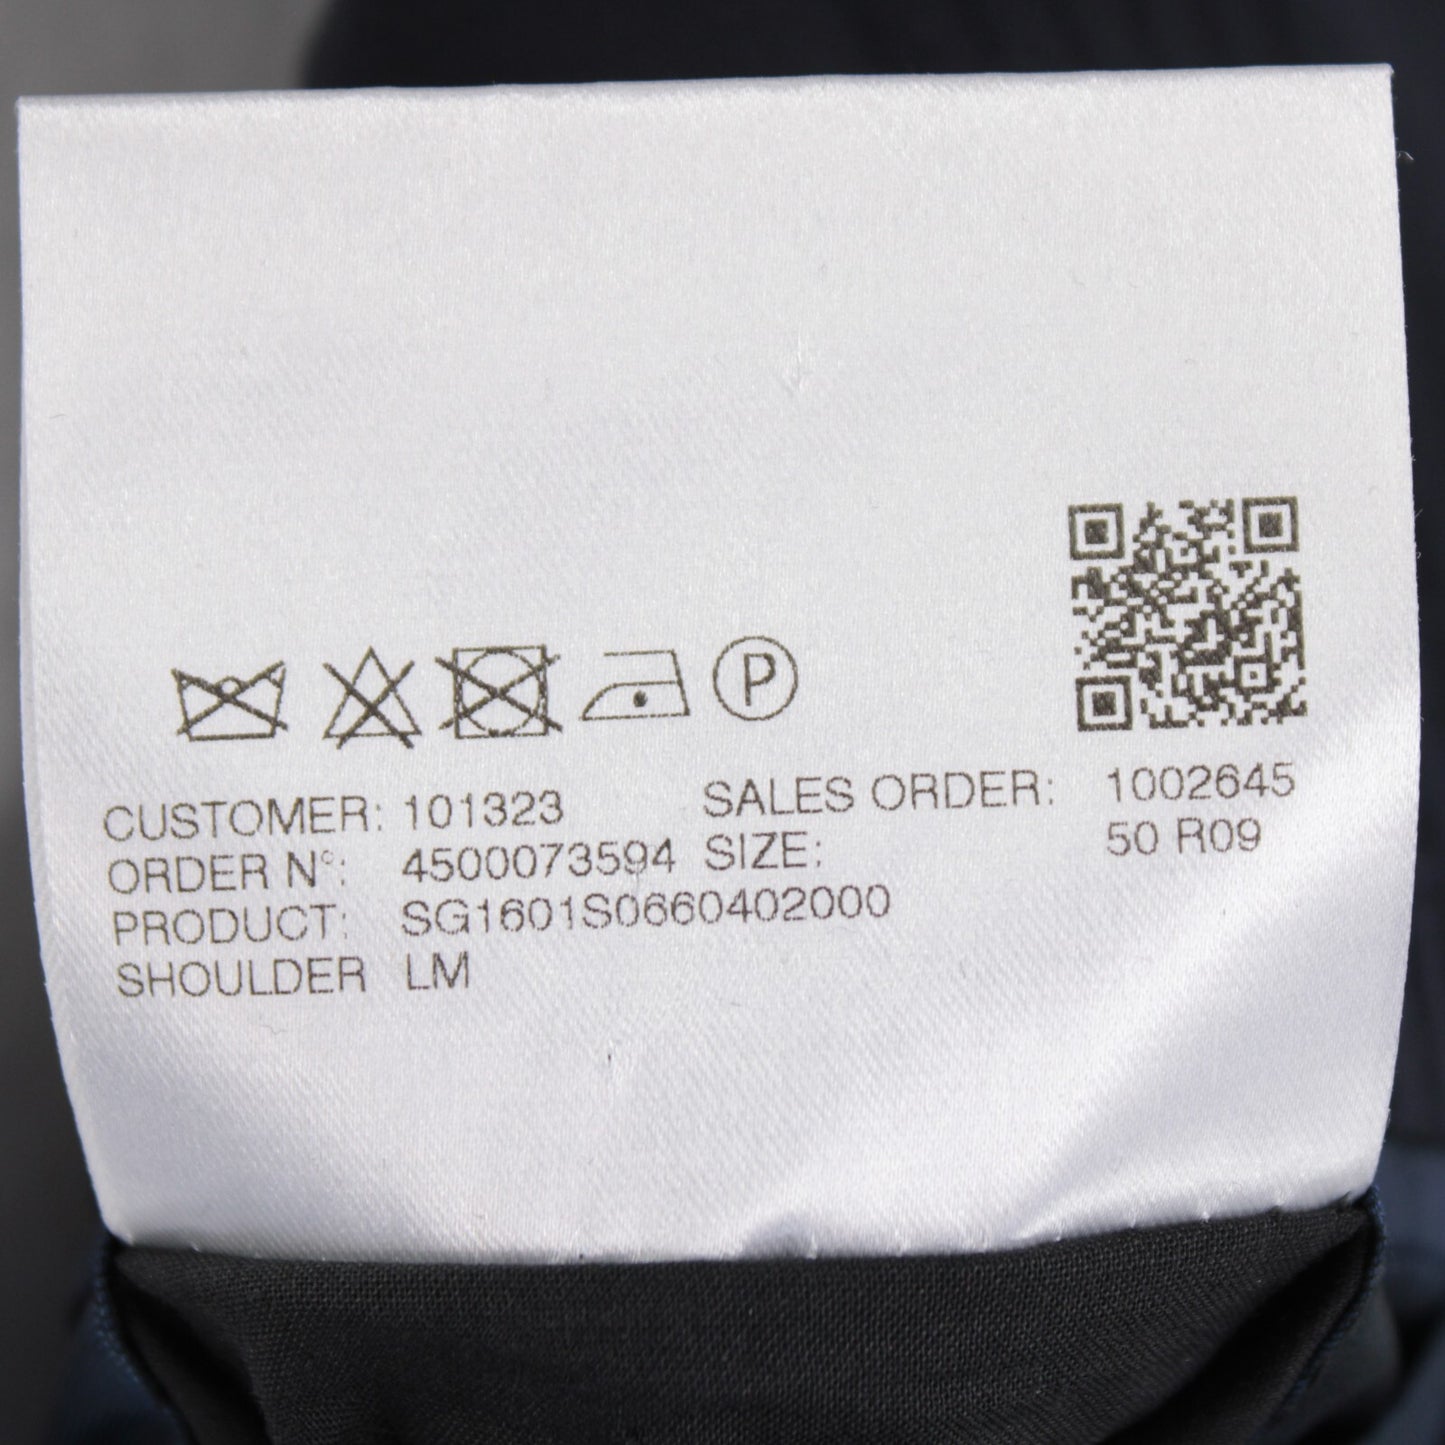 P
CUSTOMER: 101323 SALES ORDER: 1002645
ORDER N°: 4500073594 SIZE: 50 R09
PRODUCT: SG1601S0660402000
SHOULDER LM